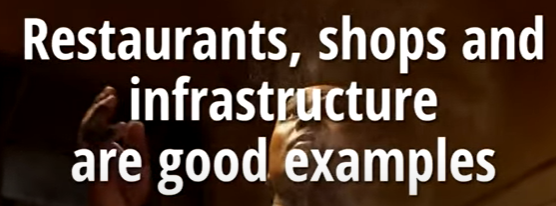 Restaurants, shops and
infrastructure
are good examples